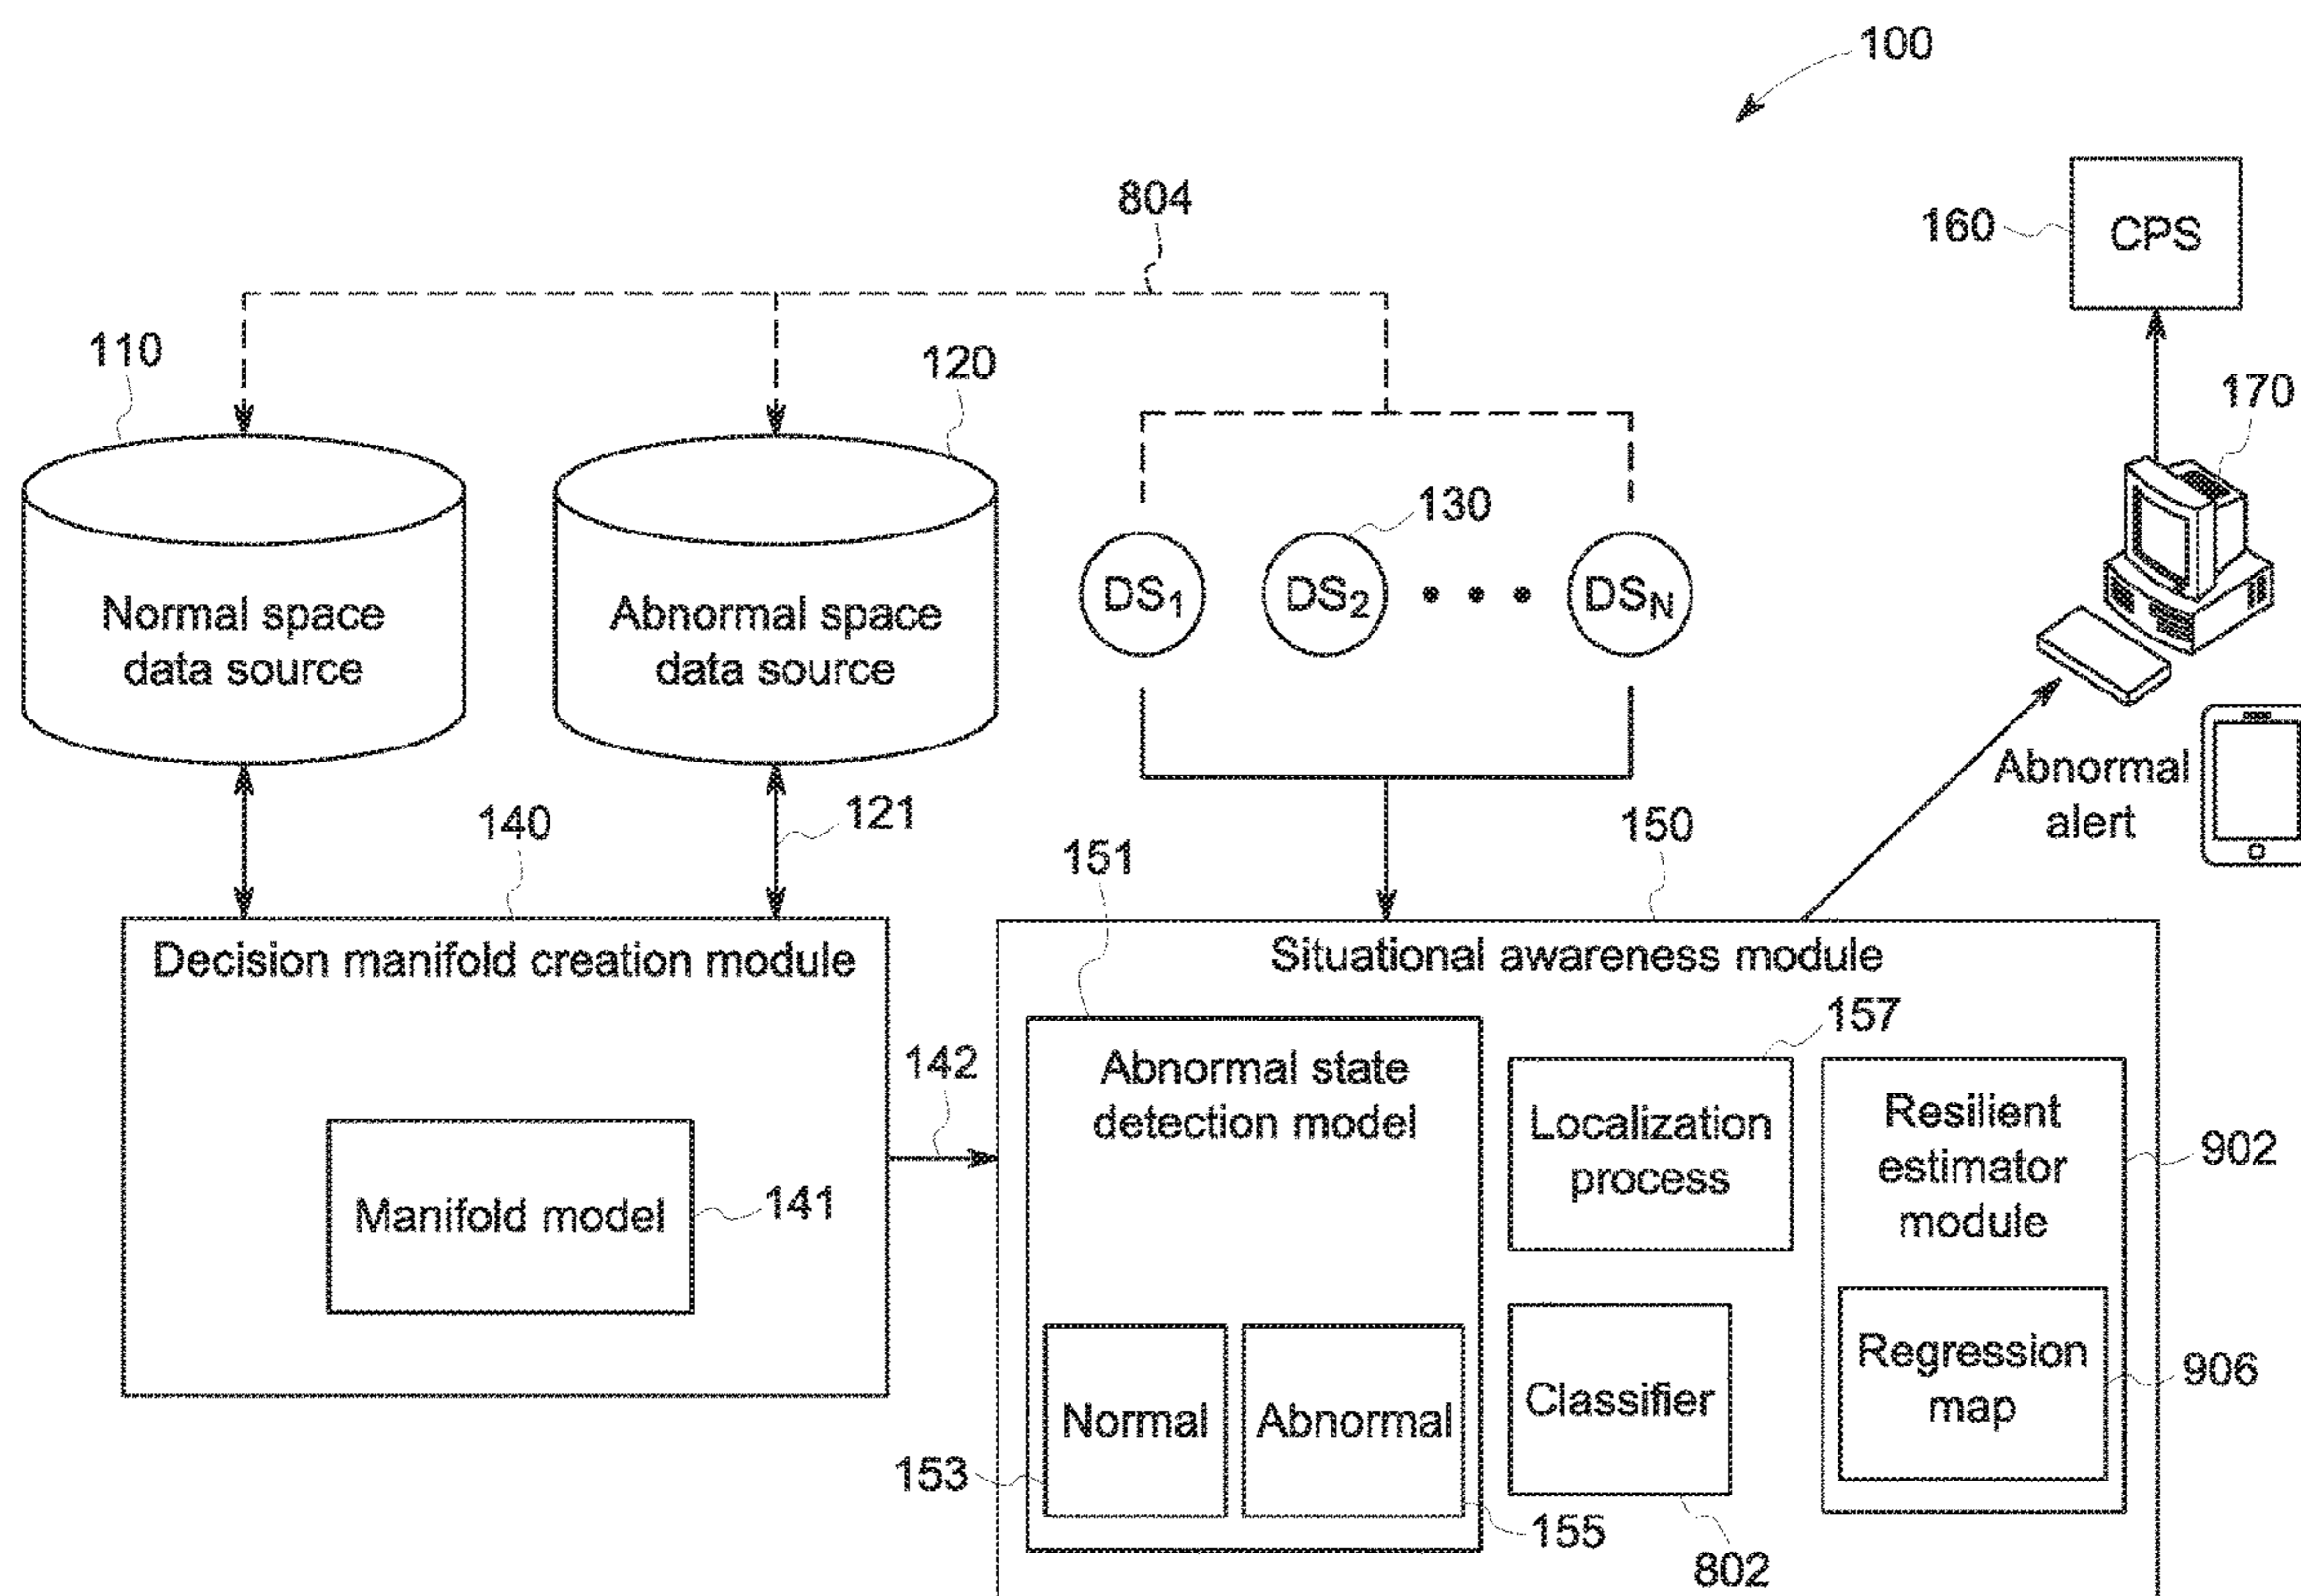 100
804
160
CPS
110
120
170
130
DS1
DS2
• • •
DSN
Normal space
data source
Abnormal space
data source
Abnormal
alert
140
121
151
150
Decision manifold creation module
Situational awareness module
157
142
Abnormal state
detection model
Localization
process
Resilient
estimator
module
902
Manifold model
141
Regression
map
906
Normal
Abnormal
Classifier
153
155
802